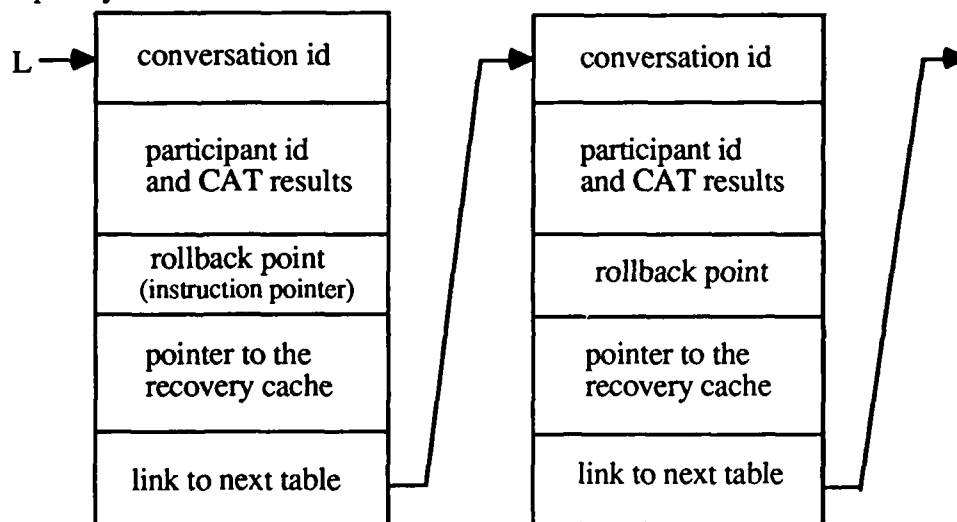 L
conversation id
participant id
and CAT results
rollback point
(instruction pointer)
pointer to the
recovery cache
link to next table
conversation id
participant id
and CAT results
rollback point
pointer to the
recovery cache
link to next table